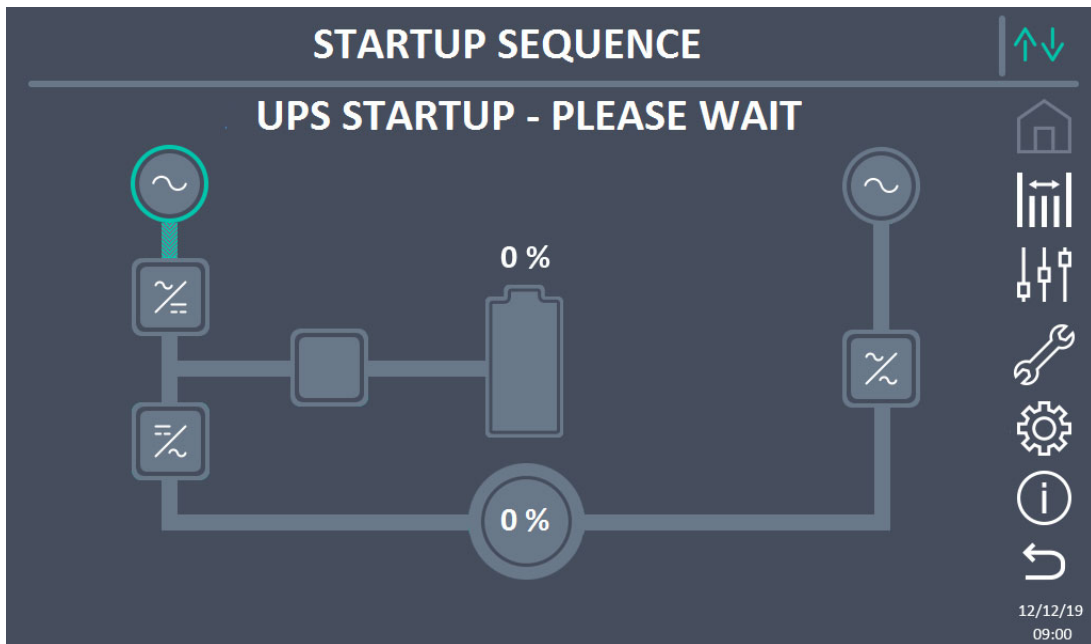 STARTUP SEQUENCE
UPS STARTUP - PLEASE WAIT
0 %
0 %
12/12/19
09:00